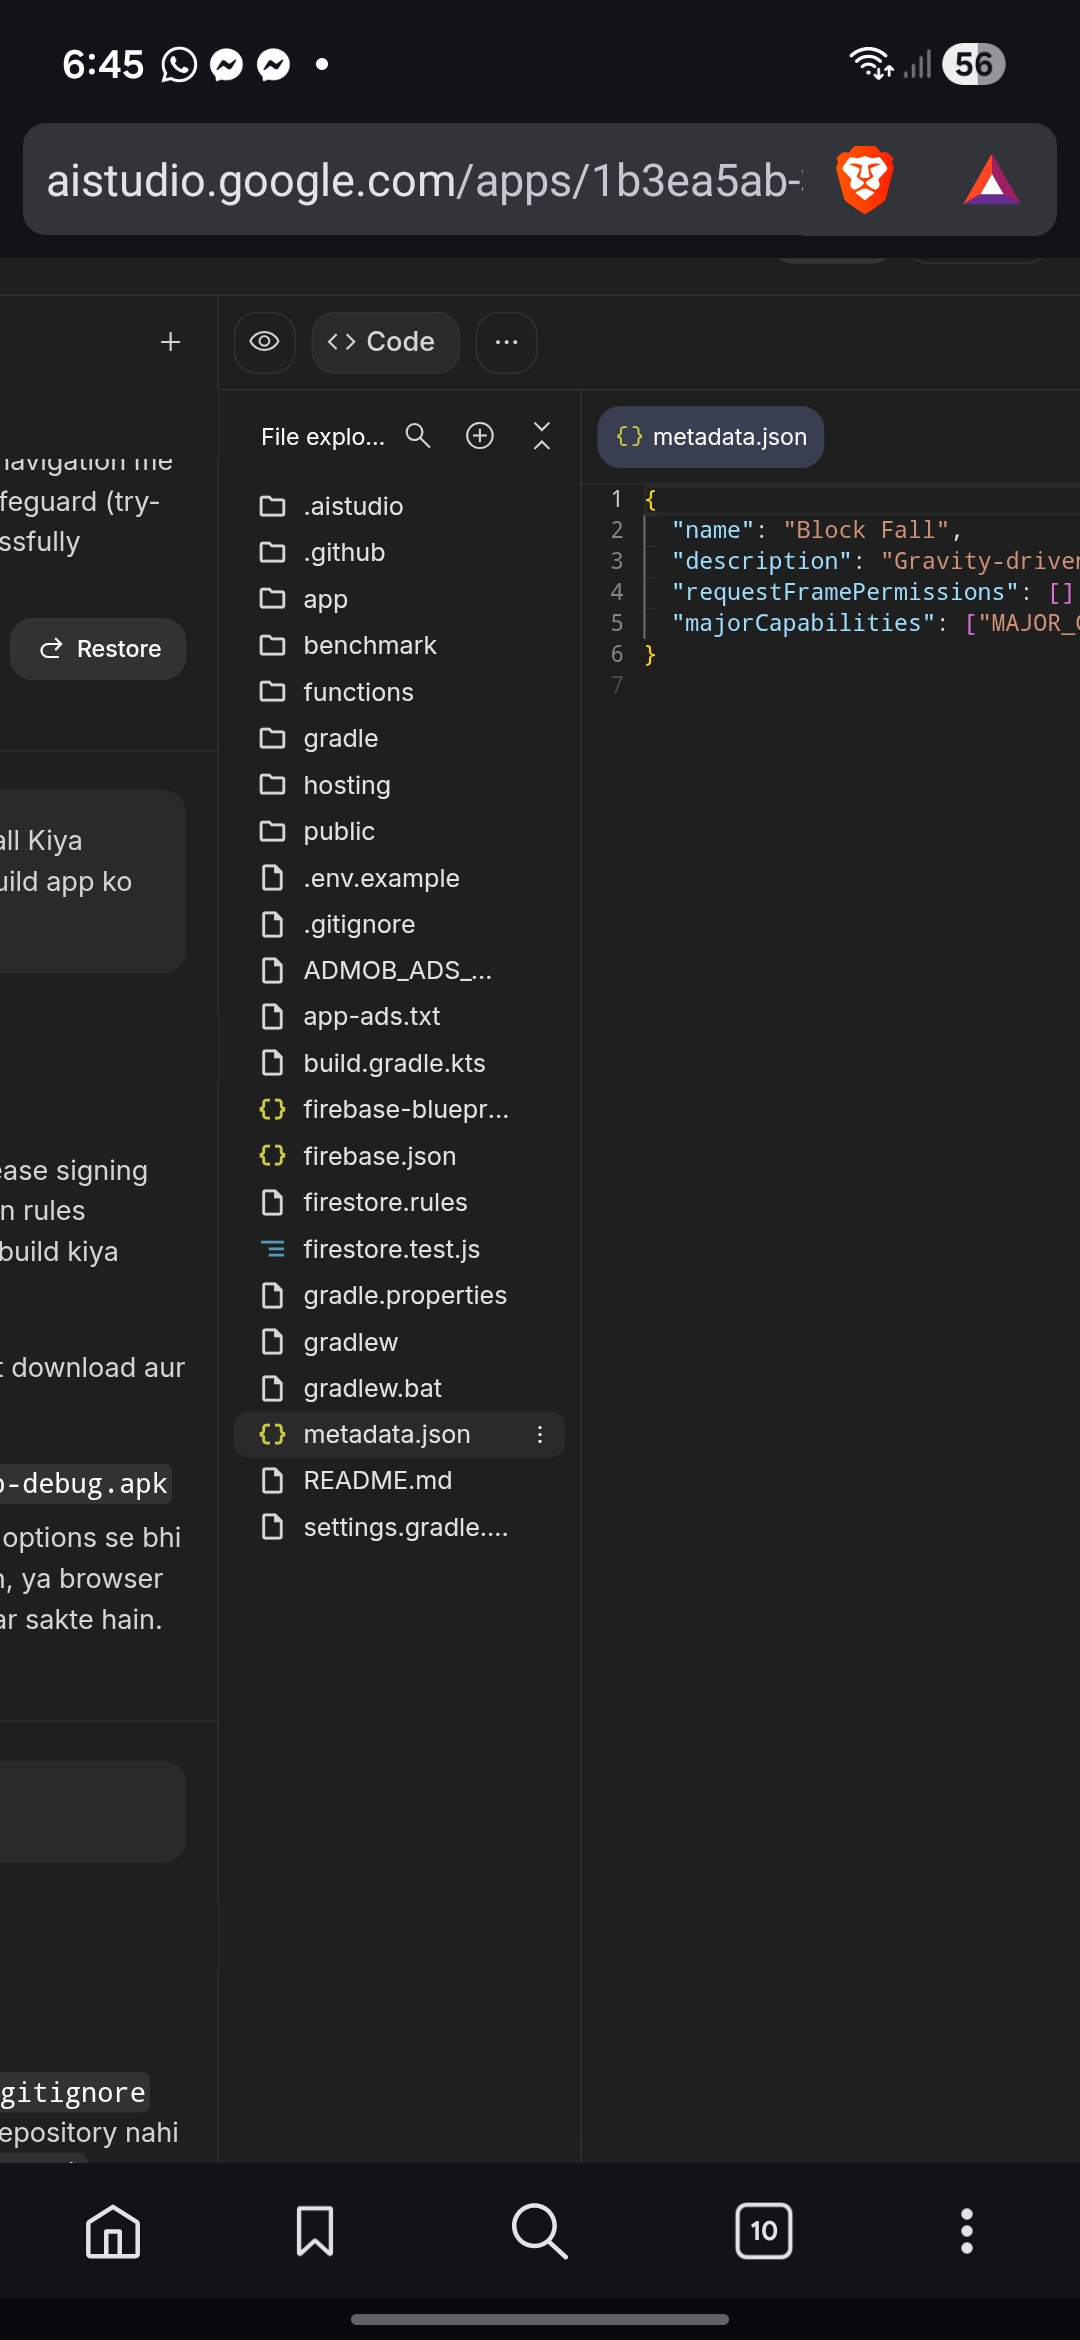 6:45
56
aistudio.google.com/apps/1b3ea5ab-
Code
File explo...
metadata.json
navigation me
feguard (try-
ssfully
Restore
all Kiya
uild app ko
ease signing
n rules
build kiya
t download aur
p-debug.apk
options se bhi
n, ya browser
ar sakte hain.
gitignore
epository nahi
.aistudio
.github
app
benchmark
functions
gradle
hosting
public
.env.example
.gitignore
ADMOB_ADS_...
app-ads.txt
build.gradle.kts
firebase-bluepr...
firebase.json
firestore.rules
firestore.test.js
gradle.properties
gradlew
gradlew.bat
metadata.json
README.md
settings.gradle....
1 {
2 "name": "Block Fall",
3 "description": "Gravity-driven
4 "requestFramePermissions": []
5 "majorCapabilities": ["MAJOR_C
6 }
7
10